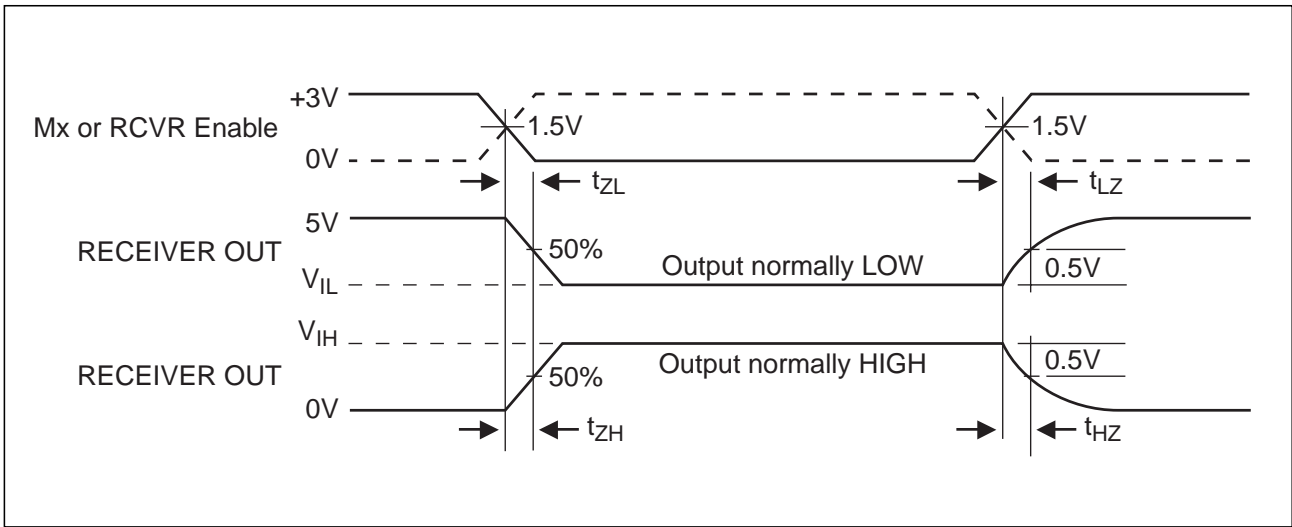 +3V
Mx or RCVR Enable
1.5V
1.5V
0V
tZL
tLZ
5V
RECEIVER OUT
50%
Output normally LOW
0.5V
VIL
VIH
Output normally HIGH
0.5V
RECEIVER OUT
50%
0V
tZH
tHZ